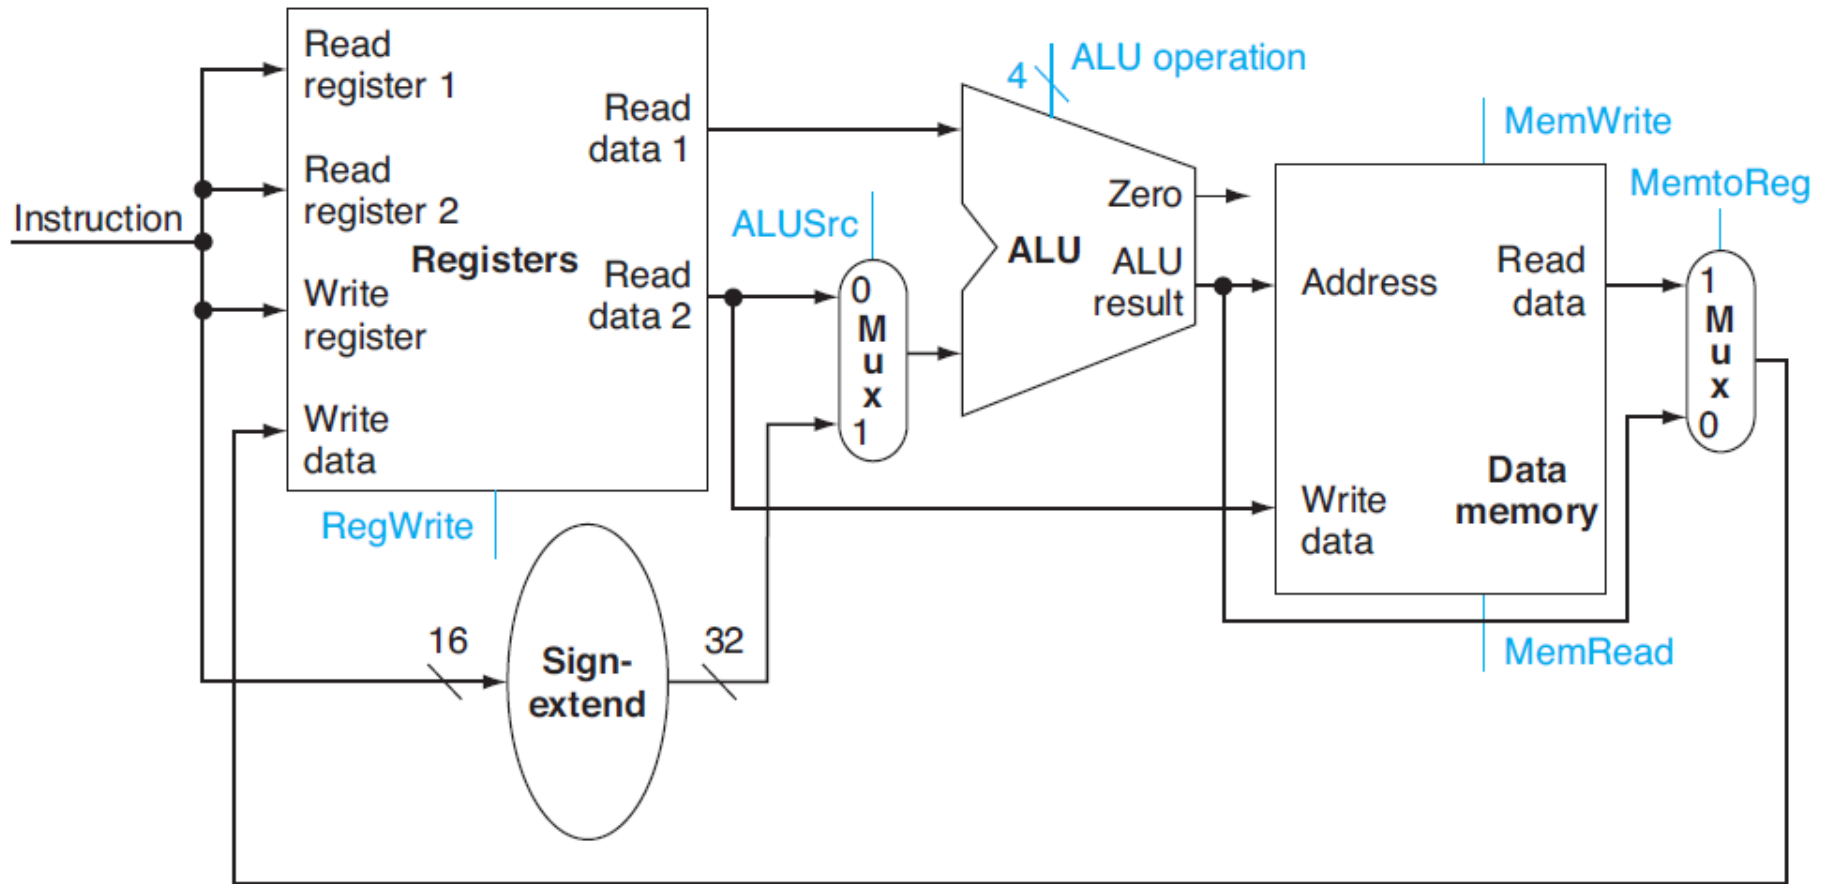 Instruction
Read
register 1
Read
register 2
Write
register
Write
data
Registers
Read
data 1
Read
data 2
RegWrite
16
Sign-
extend
32
ALUSrc
0
M
u
x
1
4
ALU operation
ALU
Zero
ALU
result
MemWrite
Address
Read
data
Write
data
Data
memory
MemRead
MemtoReg
1
M
u
x
0